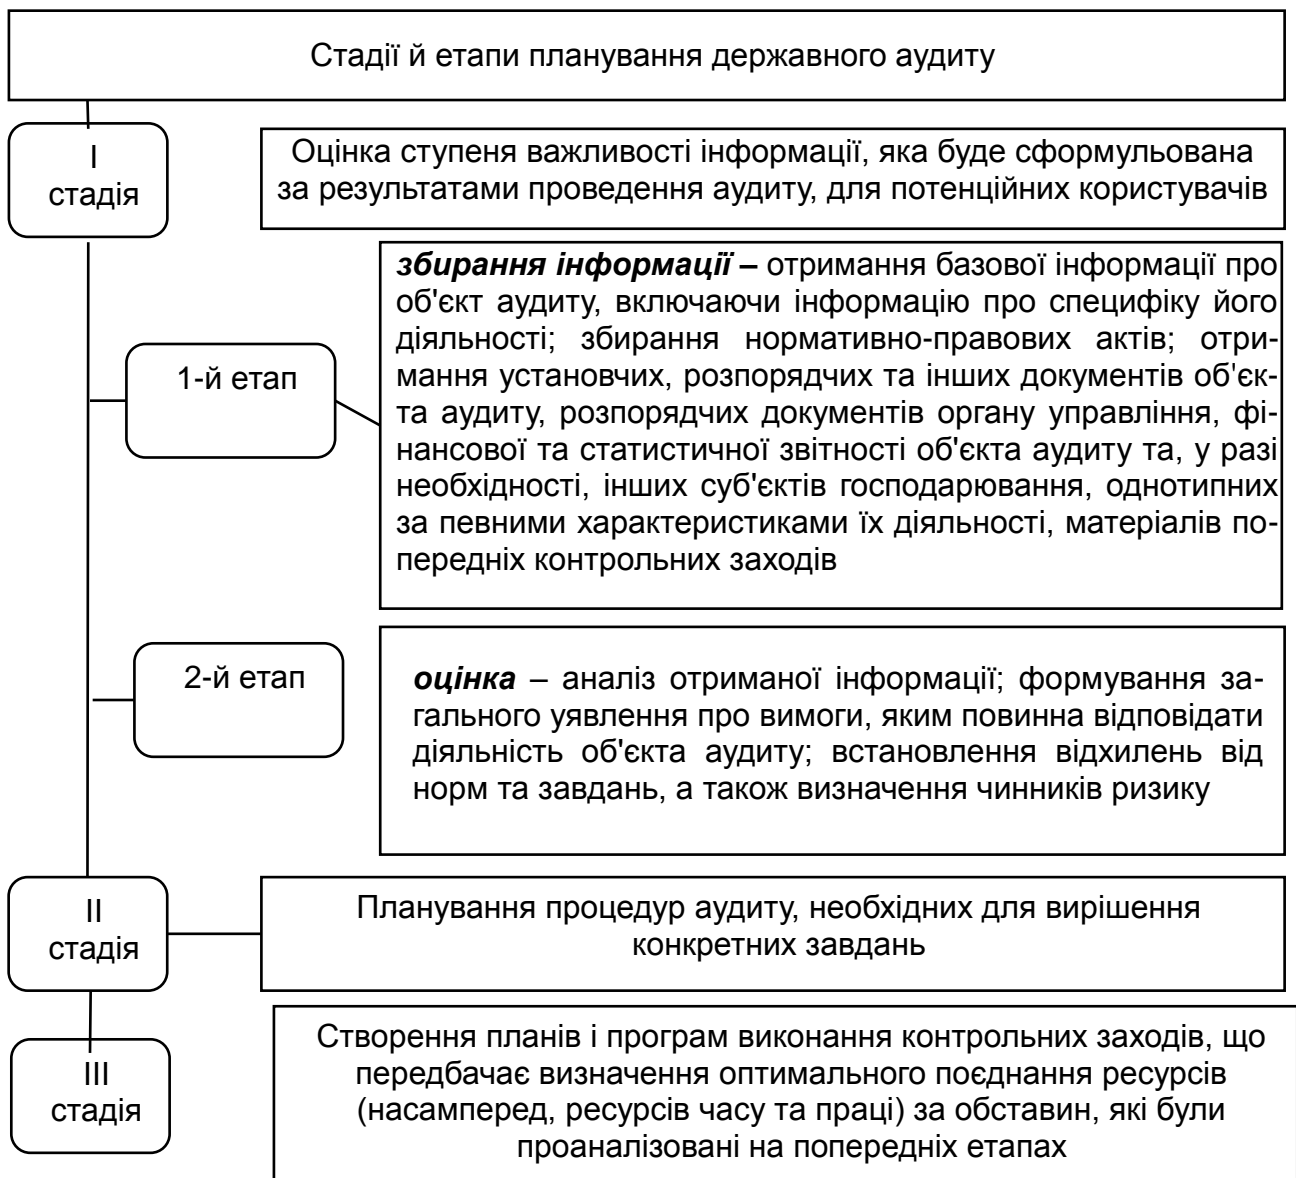 Стадії й етапи планування державного аудиту
I
стадія
Оцінка ступеня важливості інформації, яка буде сформульована
за результатами проведення аудиту, для потенційних користувачів
1-й етап
збирання інформації – отримання базової інформації про
об'єкт аудиту, включаючи інформацію про специфіку його
діяльності; збирання нормативно-правових актів; отри-
мання установчих, розпорядчих та інших документів об'єк-
та аудиту, розпорядчих документів органу управління, фі-
нансової та статистичної звітності об'єкта аудиту та, у разі
необхідності, інших суб'єктів господарювання, однотипних
за певними характеристиками їх діяльності, матеріалів по-
передніх контрольних заходів
2-й етап
оцінка – аналіз отриманої інформації; формування за-
гального уявлення про вимоги, яким повинна відповідати
діяльність об'єкта аудиту; встановлення відхилень від
норм та завдань, а також визначення чинників ризику
II
стадія
Планування процедур аудиту, необхідних для вирішення
конкретних завдань
III
стадія
Створення планів і програм виконання контрольних заходів, що
передбачає визначення оптимального поєднання ресурсів
(насамперед, ресурсів часу та праці) за обставин, які були
проаналізовані на попередніх етапах